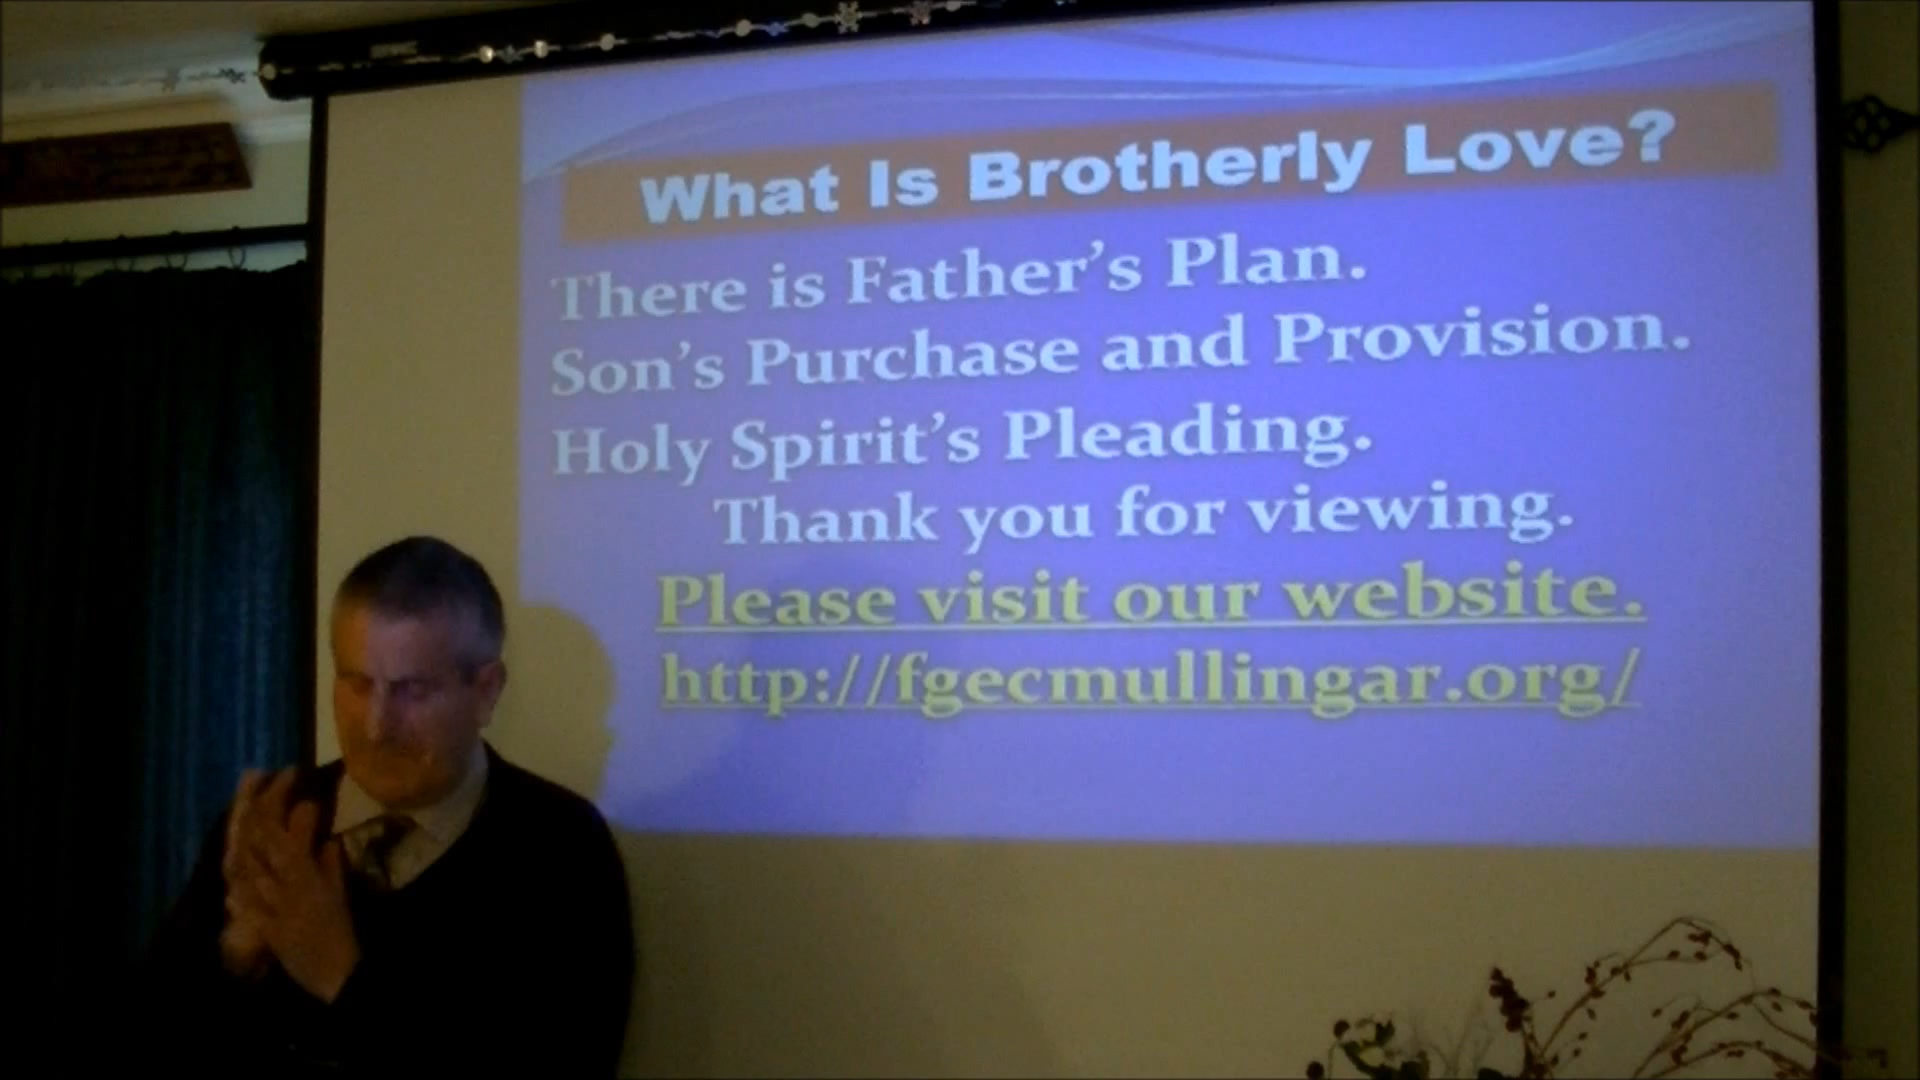 What Is Brotherly Love?
There is Father’s Plan.
Son’s Purchase and Provision.
Holy Spirit’s Pleading.
Thank you for viewing.
Please visit our website.
http://fgecmullingar.org/